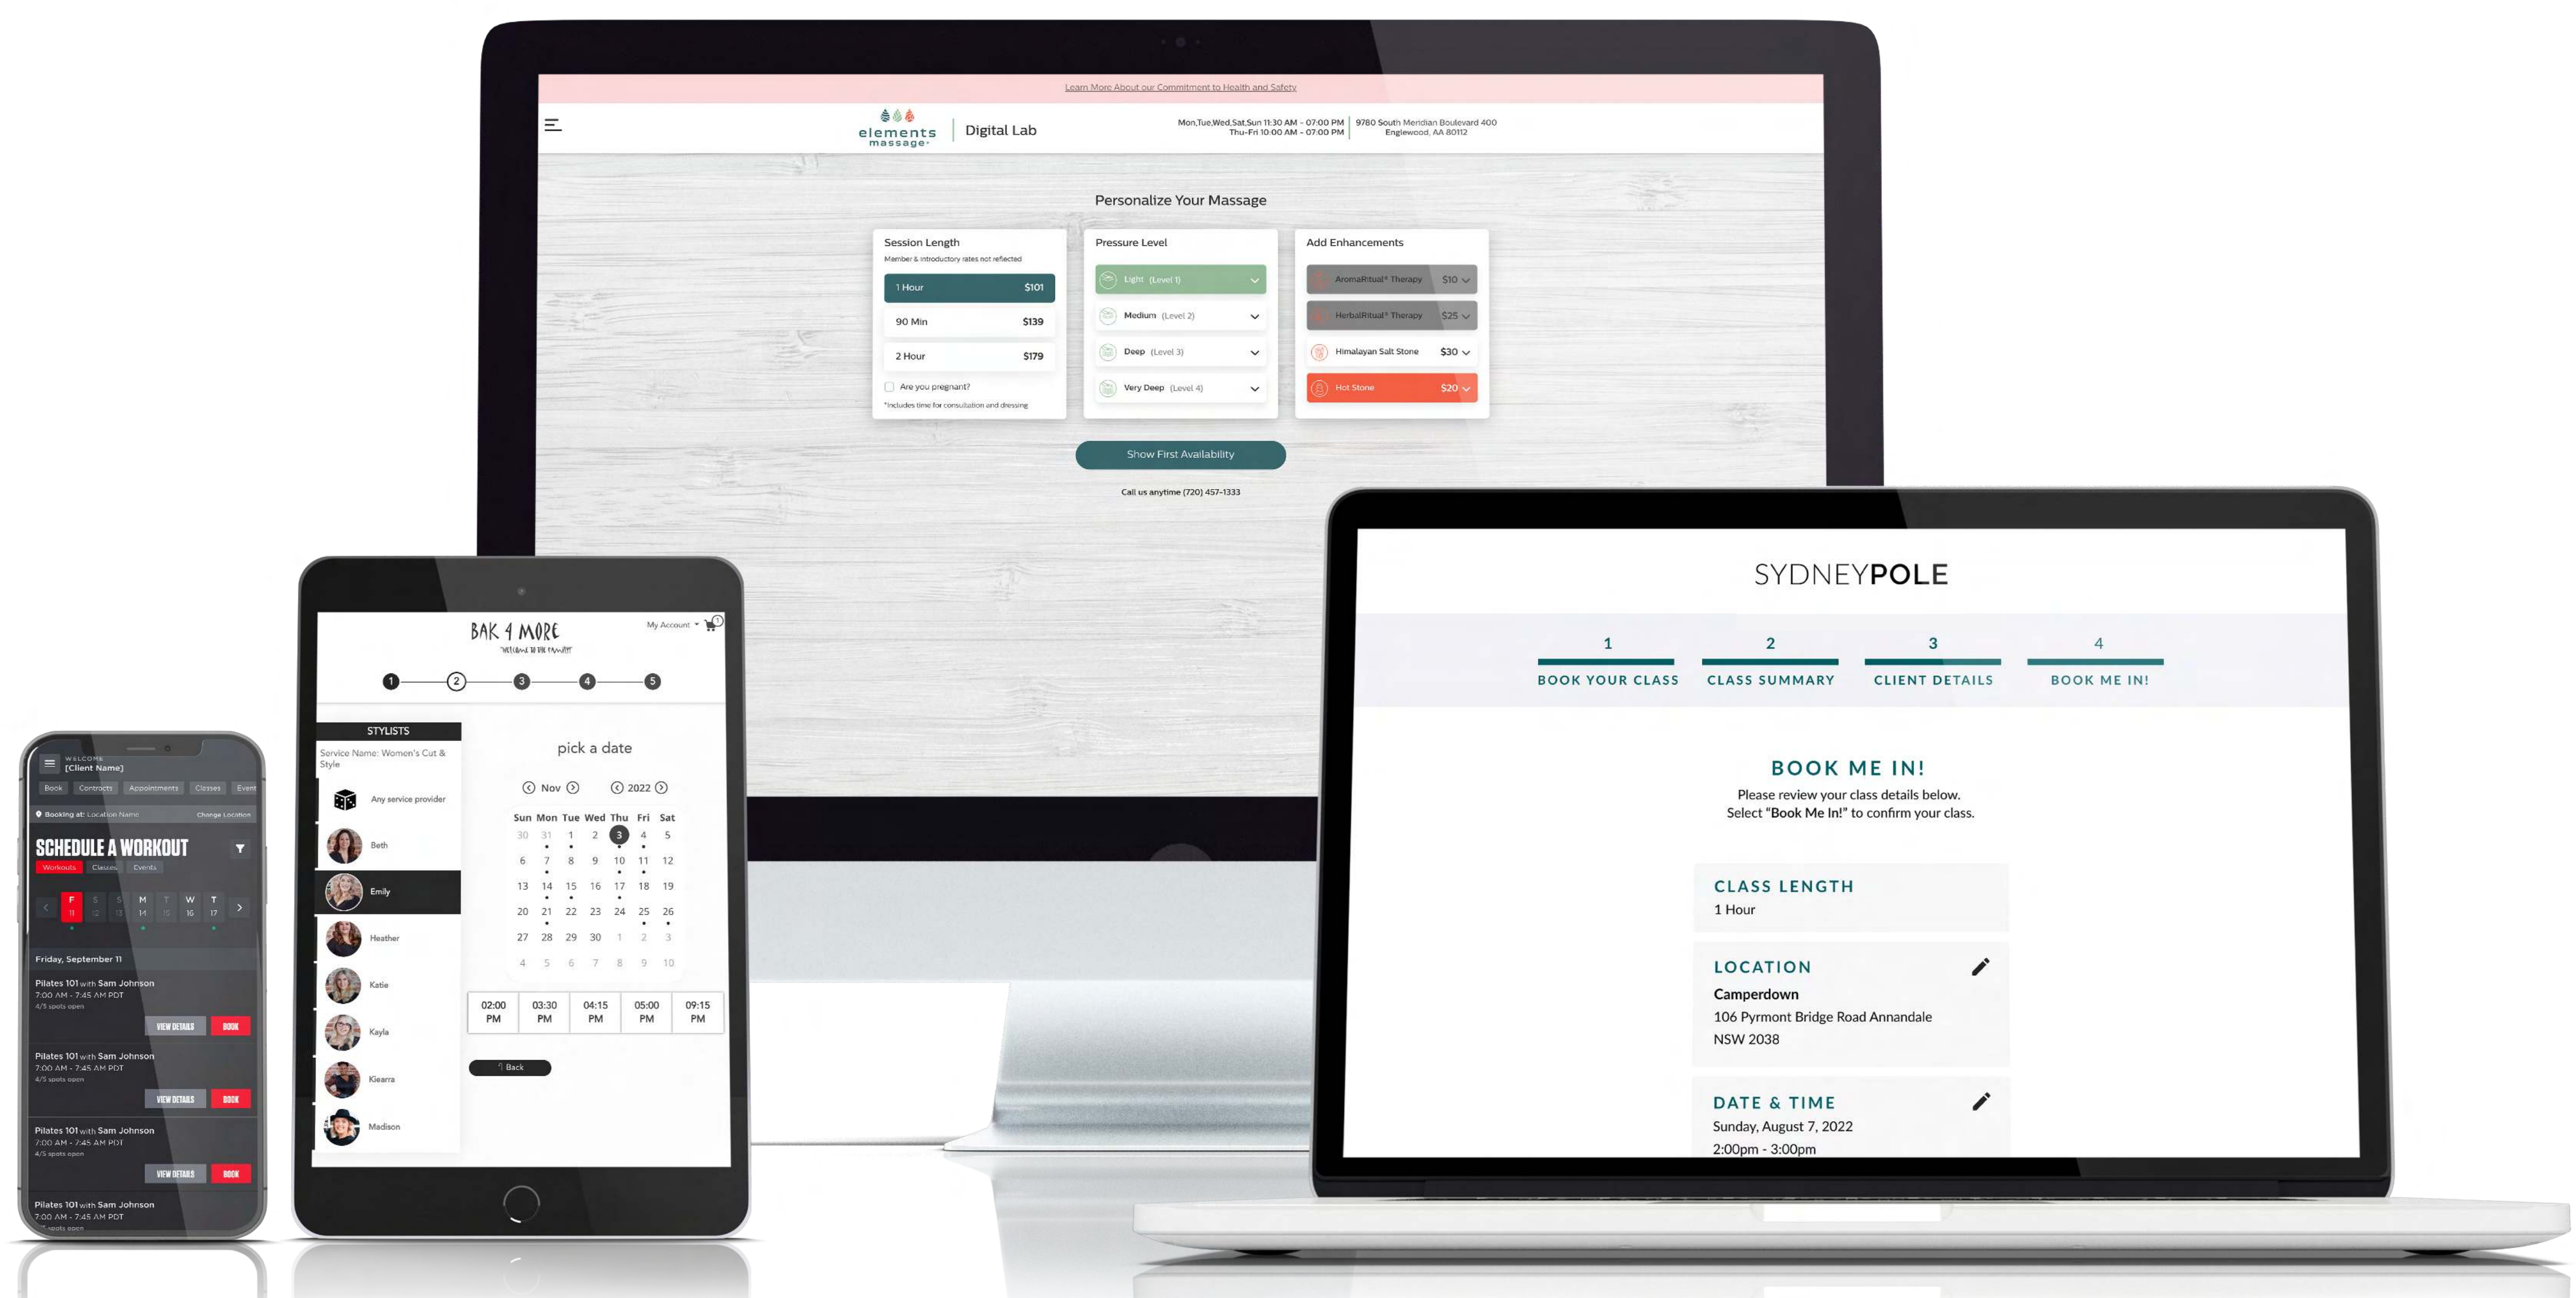 Learn More About our Commitment to Health and Safety
elements
massage
Digital Lab
Mon,Tue,Wed,Sat,Sun 11:30 AM - 07:00 PM
Thu-Fri 10:00 AM - 07:00 PM
9780 South Meridian Boulevard 400
Englewood, AA 80112
Personalize Your Massage
Session Length
Member & introductory rates not reflected
1 Hour $101
90 Min $139
2 Hour $179
Are you pregnant?
*Includes time for consultation and dressing
Pressure Level
Light (Level 1)
Medium (Level 2)
Deep (Level 3)
Very Deep (Level 4)
Add Enhancements
AromaRitual® Therapy $10
HerbalRitual® Therapy $25
Himalayan Salt Stone $30
Hot Stone $20
Show First Availability
Call us anytime (720) 457-1333
WELCOME
[Client Name]
Book Contracts Appointments Classes Event
Booking at: Location Name Change Location
SCHEDULE A WORKOUT
Workouts Classes Events
F S S M T W T
11 12 13 14 15 16 17
Friday, September 11
Pilates 101 with Sam Johnson
7:00 AM - 7:45 AM PDT
4/5 spots open
VIEW DETAILS BOOK
Pilates 101 with Sam Johnson
7:00 AM - 7:45 AM PDT
4/5 spots open
VIEW DETAILS BOOK
Pilates 101 with Sam Johnson
7:00 AM - 7:45 AM PDT
4/5 spots open
VIEW DETAILS BOOK
Pilates 101 with Sam Johnson
7:00 AM - 7:45 AM PDT
spots open
BAK 4 MORE
"WELCOME TO THE FAMILY!"
My Account 1
1 2 3 4 5
STYLISTS
Service Name: Women's Cut &
Style
Any service provider
Beth
Emily
Heather
Katie
Kayla
Kiearra
Madison
pick a date
Nov 2022
Sun Mon Tue Wed Thu Fri Sat
30 31 1 2 3 4 5
6 7 8 9 10 11 12
13 14 15 16 17 18 19
20 21 22 23 24 25 26
27 28 29 30 1 2 3
4 5 6 7 8 9 10
02:00 03:30 04:15 05:00 09:15
PM PM PM PM PM
Back
SYDNEYPOLE
1 2 3 4
BOOK YOUR CLASS CLASS SUMMARY CLIENT DETAILS BOOK ME IN!
BOOK ME IN!
Please review your class details below.
Select "Book Me In!" to confirm your class.
CLASS LENGTH
1 Hour
LOCATION
Camperdown
106 Pyrmont Bridge Road Annandale
NSW 2038
DATE & TIME
Sunday, August 7, 2022
2:00pm - 3:00pm